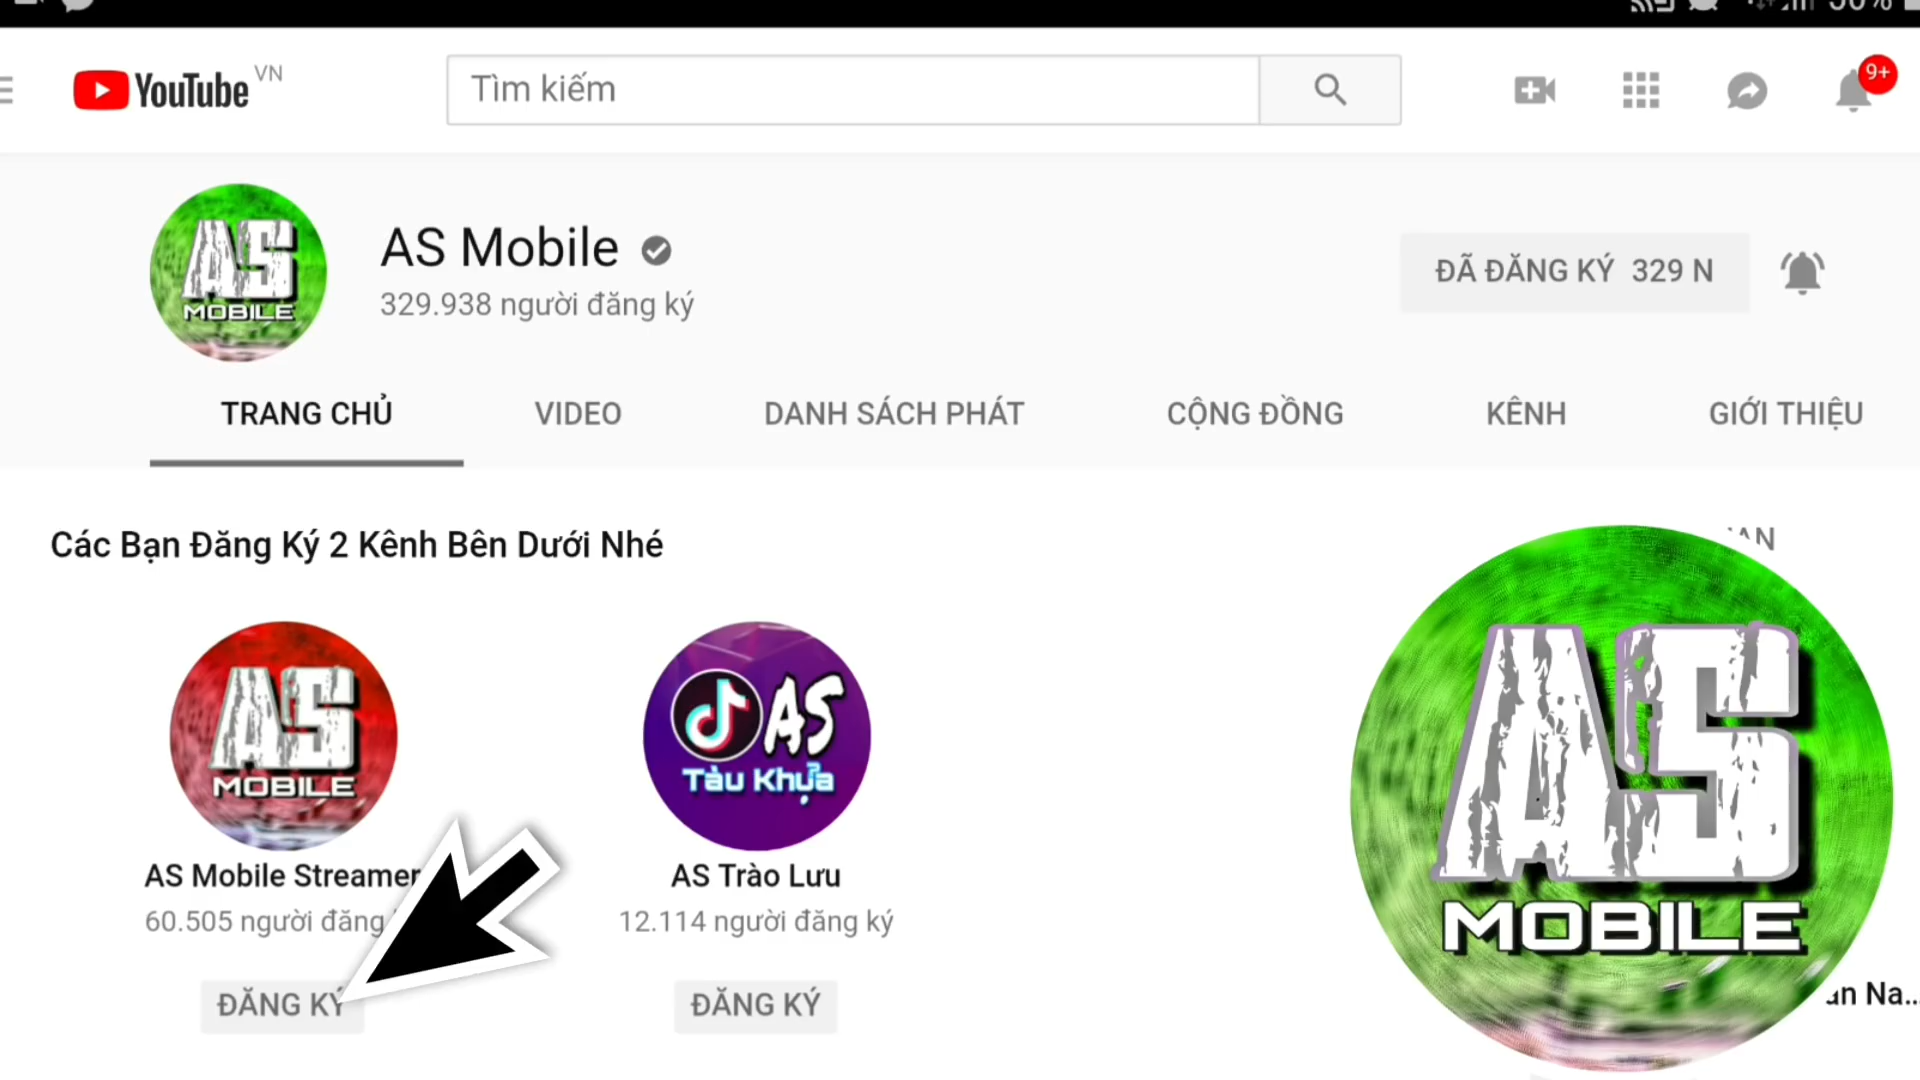 YouTube VN
Tìm kiếm
9+
AS
MOBILE
AS Mobile
329.938 người đăng ký
ĐÃ ĐĂNG KÝ 329 N
TRANG CHỦ
VIDEO
DANH SÁCH PHÁT
CỘNG ĐỒNG
KÊNH
GIỚI THIỆU
Các Bạn Đăng Ký 2 Kênh Bên Dưới Nhé
AS
MOBILE
AS Mobile Streamer
60.505 người đăng
ĐĂNG KÝ
AS
Tàu Khựa
AS Trào Lưu
12.114 người đăng ký
ĐĂNG KÝ
AS
MOBILE
Na...